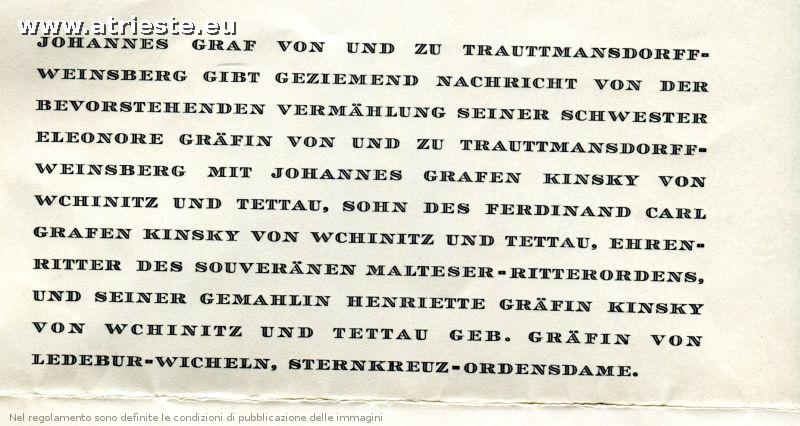 www.atrieste.eu
JOHANNES GRAF VON UND ZU TRAUTTMANSDORFF-
WEINSBERG GIBT GEZIEMEND NACHRICHT VON DER
BEVORSTEHENDEN VERMÄHLUNG SEINER SCHWESTER
ELEONORE GRÄFIN VON UND ZU TRAUTTMANSDORFF-
WEINSBERG MIT JOHANNES GRAFEN KINSKY VON
WCHINITZ UND TETTAU, SOHN DES FERDINAND CARL
GRAFEN KINSKY VON WCHINITZ UND TETTAU, EHREN-
RITTER DES SOUVERÄNEN MALTESER-RITTERORDENS,
UND SEINER GEMAHLIN HENRIETTE GRÄFIN KINSKY
VON WCHINITZ UND TETTAU GEB. GRÄFIN VON
LEDEBUR-WICHELN, STERNKREUZ-ORDENSDAME.
Nel regolamento sono definite le condizioni di pubblicazione delle immagini